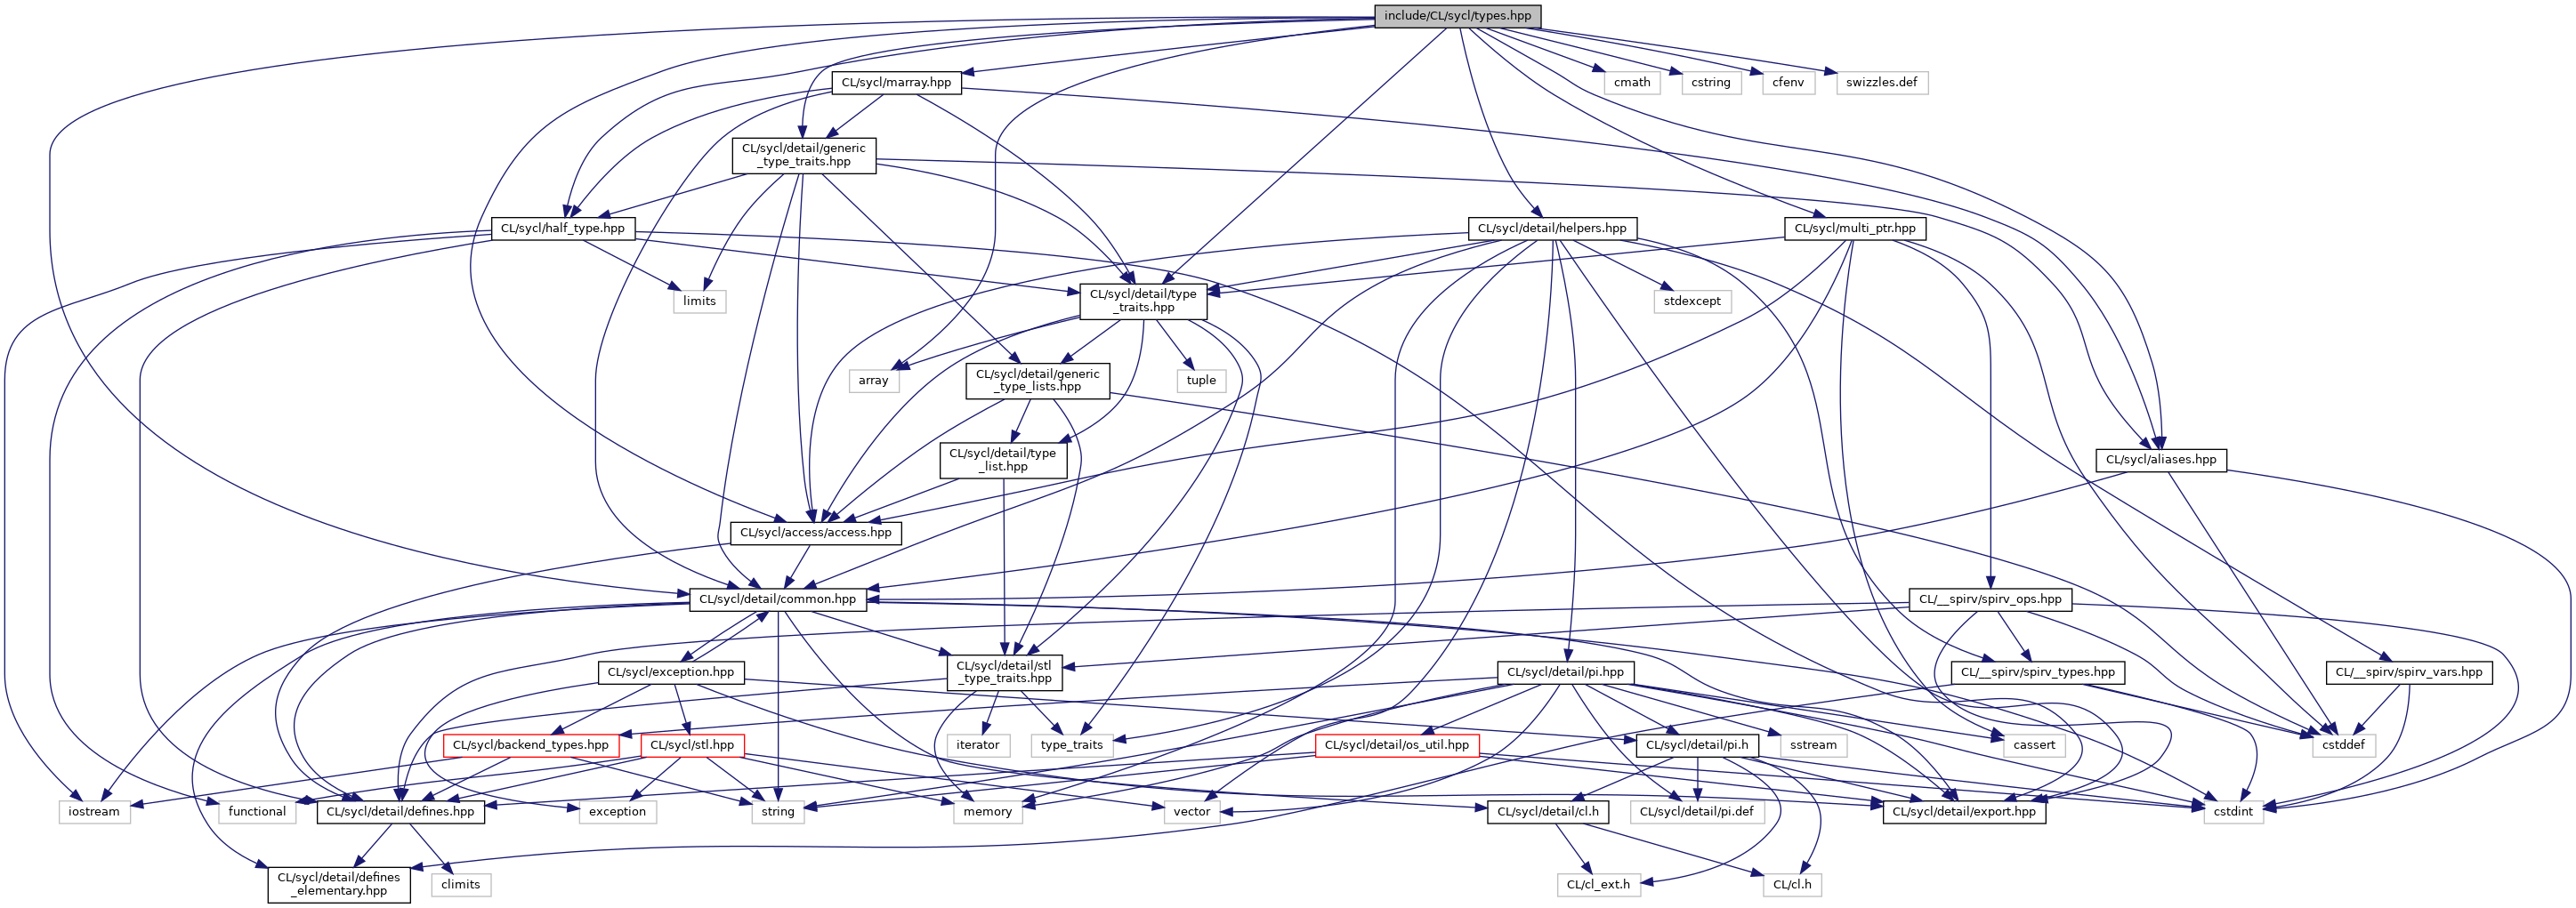 include/CL/sycl/types.hpp
CL/sycl/marray.hpp
cmath
cstring
cfenv
swizzles.def
CL/sycl/detail/generic
_type_traits.hpp
CL/sycl/half_type.hpp
CL/sycl/detail/helpers.hpp
CL/sycl/multi_ptr.hpp
limits
CL/sycl/detail/type
_traits.hpp
stdexcept
array
CL/sycl/detail/generic
_type_lists.hpp
tuple
CL/sycl/detail/type
_list.hpp
CL/sycl/aliases.hpp
CL/sycl/access/access.hpp
CL/sycl/detail/common.hpp
CL/__spirv/spirv_ops.hpp
CL/sycl/exception.hpp
CL/sycl/detail/stl
_type_traits.hpp
CL/sycl/detail/pi.hpp
CL/__spirv/spirv_types.hpp
CL/__spirv/spirv_vars.hpp
CL/sycl/backend_types.hpp
CL/sycl/stl.hpp
iterator
type_traits
CL/sycl/detail/os_util.hpp
CL/sycl/detail/pi.h
sstream
cassert
cstddef
iostream
functional
CL/sycl/detail/defines.hpp
exception
string
memory
vector
CL/sycl/detail/cl.h
CL/sycl/detail/pi.def
CL/sycl/detail/export.hpp
cstdint
CL/sycl/detail/defines
_elementary.hpp
climits
CL/cl_ext.h
CL/cl.h